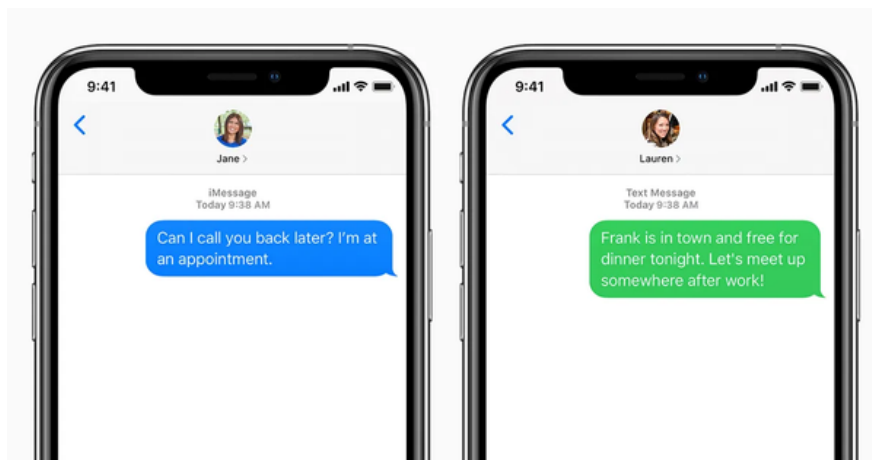 9:41
Jane >
iMessage
Today 9:38 AM
Can I call you back later? I'm at
an appointment.
9:41
Lauren >
Text Message
Today 9:38 AM
Frank is in town and free for
dinner tonight. Let's meet up
somewhere after work!